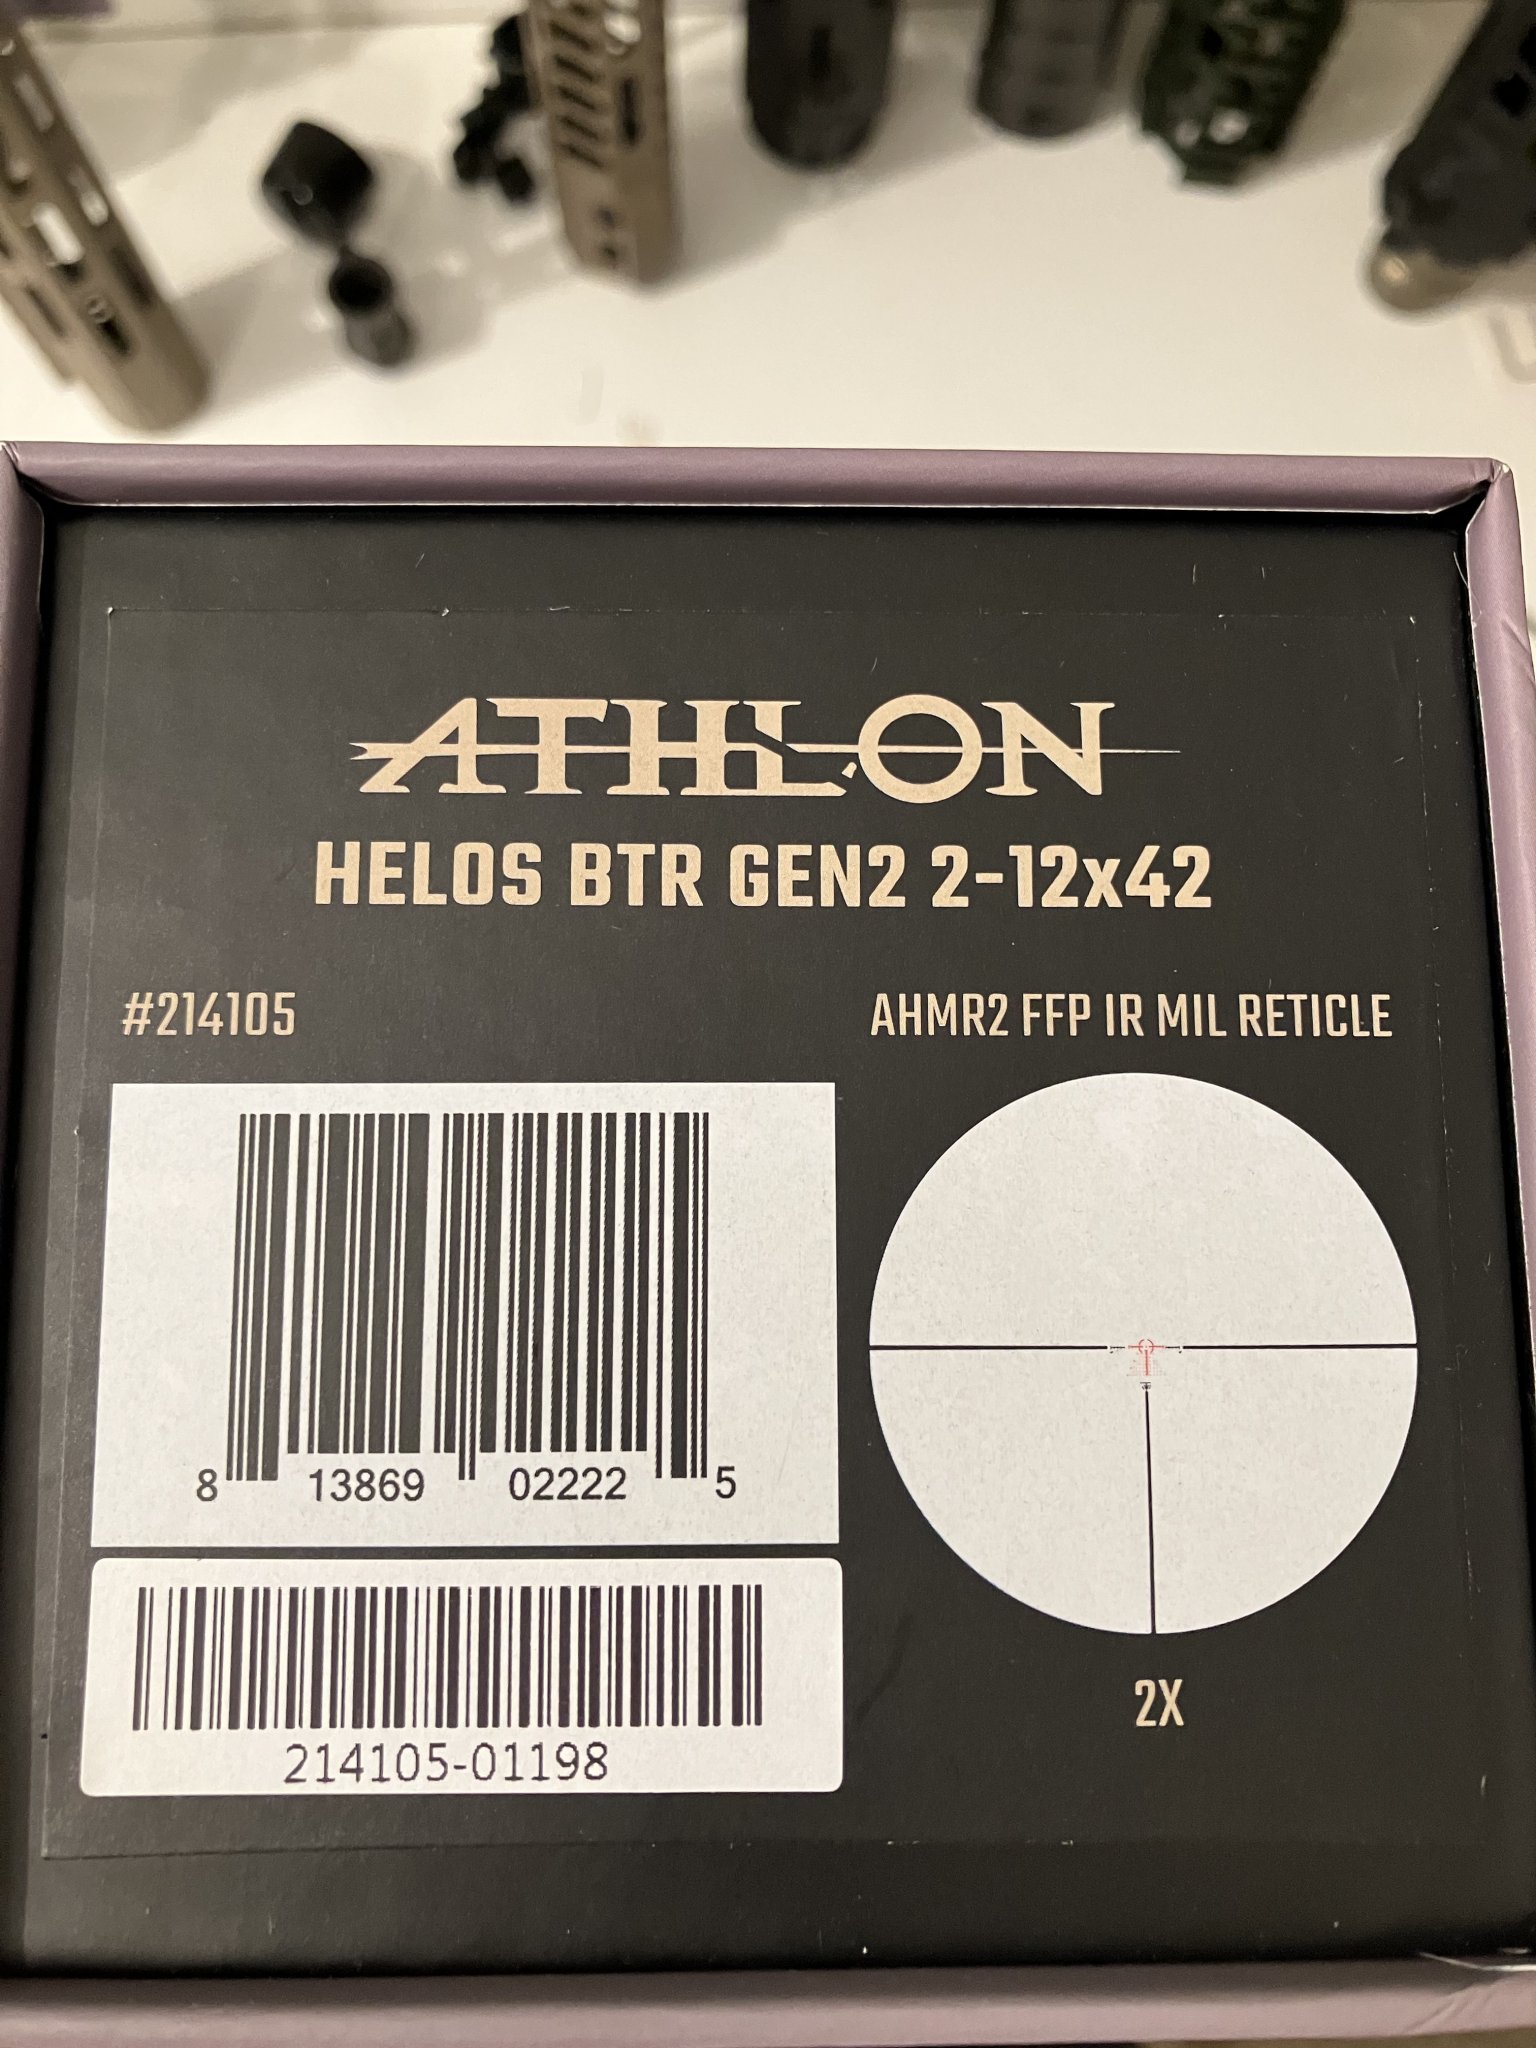 ATHLON
HELOS BTR GEN2 2-12x42
#214105
AHMR2 FFP IR MIL RETICLE
8 13869 02222 5
214105-01198
2X